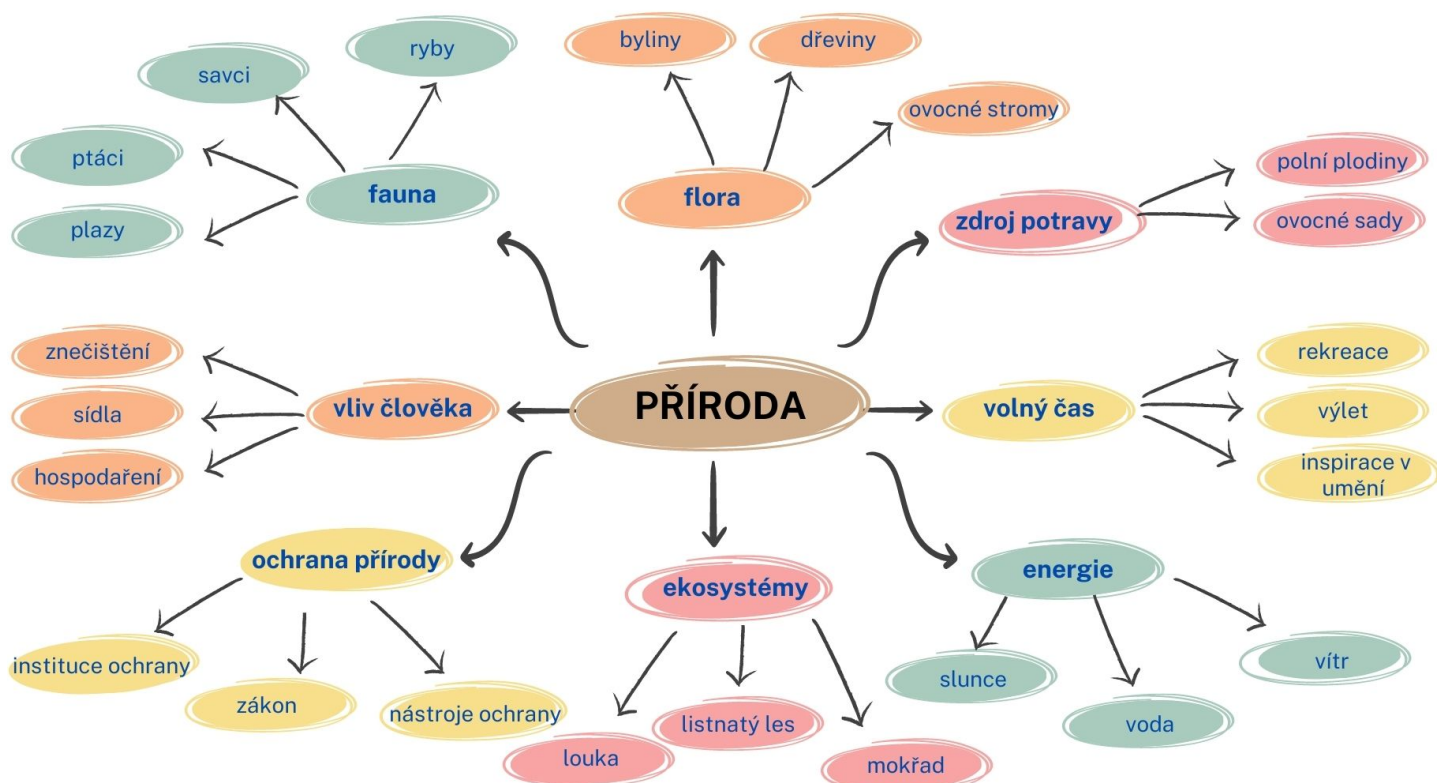 ryby
savci
ptáci
plazy
fauna
byliny
dřeviny
ovocné stromy
flora
zdroj potravy
polní plodiny
ovocné sady
PŘÍRODA
znečištění
sídla
hospodaření
vliv člověka
volný čas
rekreace
výlet
inspirace v
umění
ochrana přírody
instituce ochrany
zákon
nástroje ochrany
ekosystémy
louka
listnatý les
mokřad
energie
slunce
voda
vítr